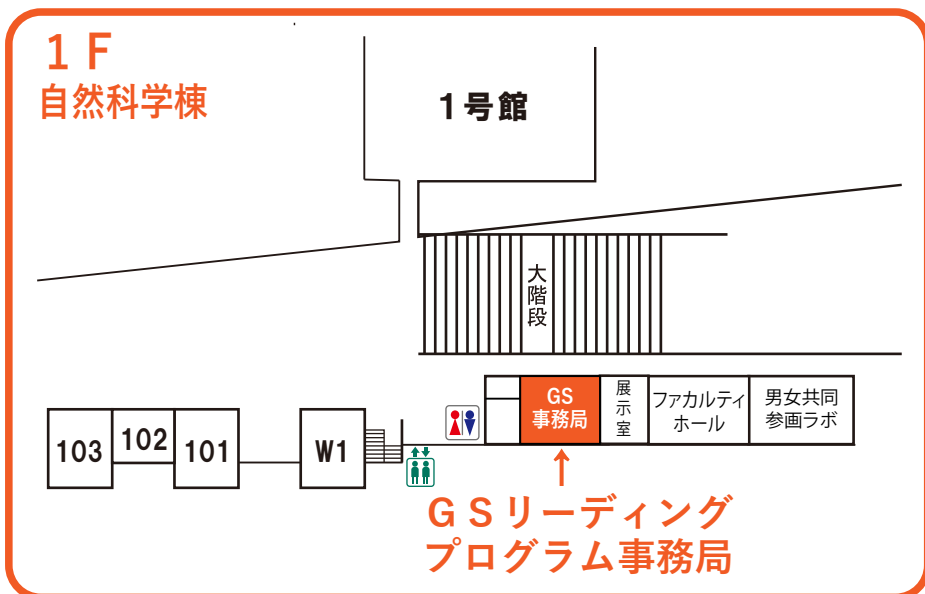 １Ｆ
自然科学棟
1号館
大階段
GS
事務局
展示室
ファカルティ
ホール
男女共同
参画ラボ
103
102
101
W1
ＧＳリーディング
プログラム事務局